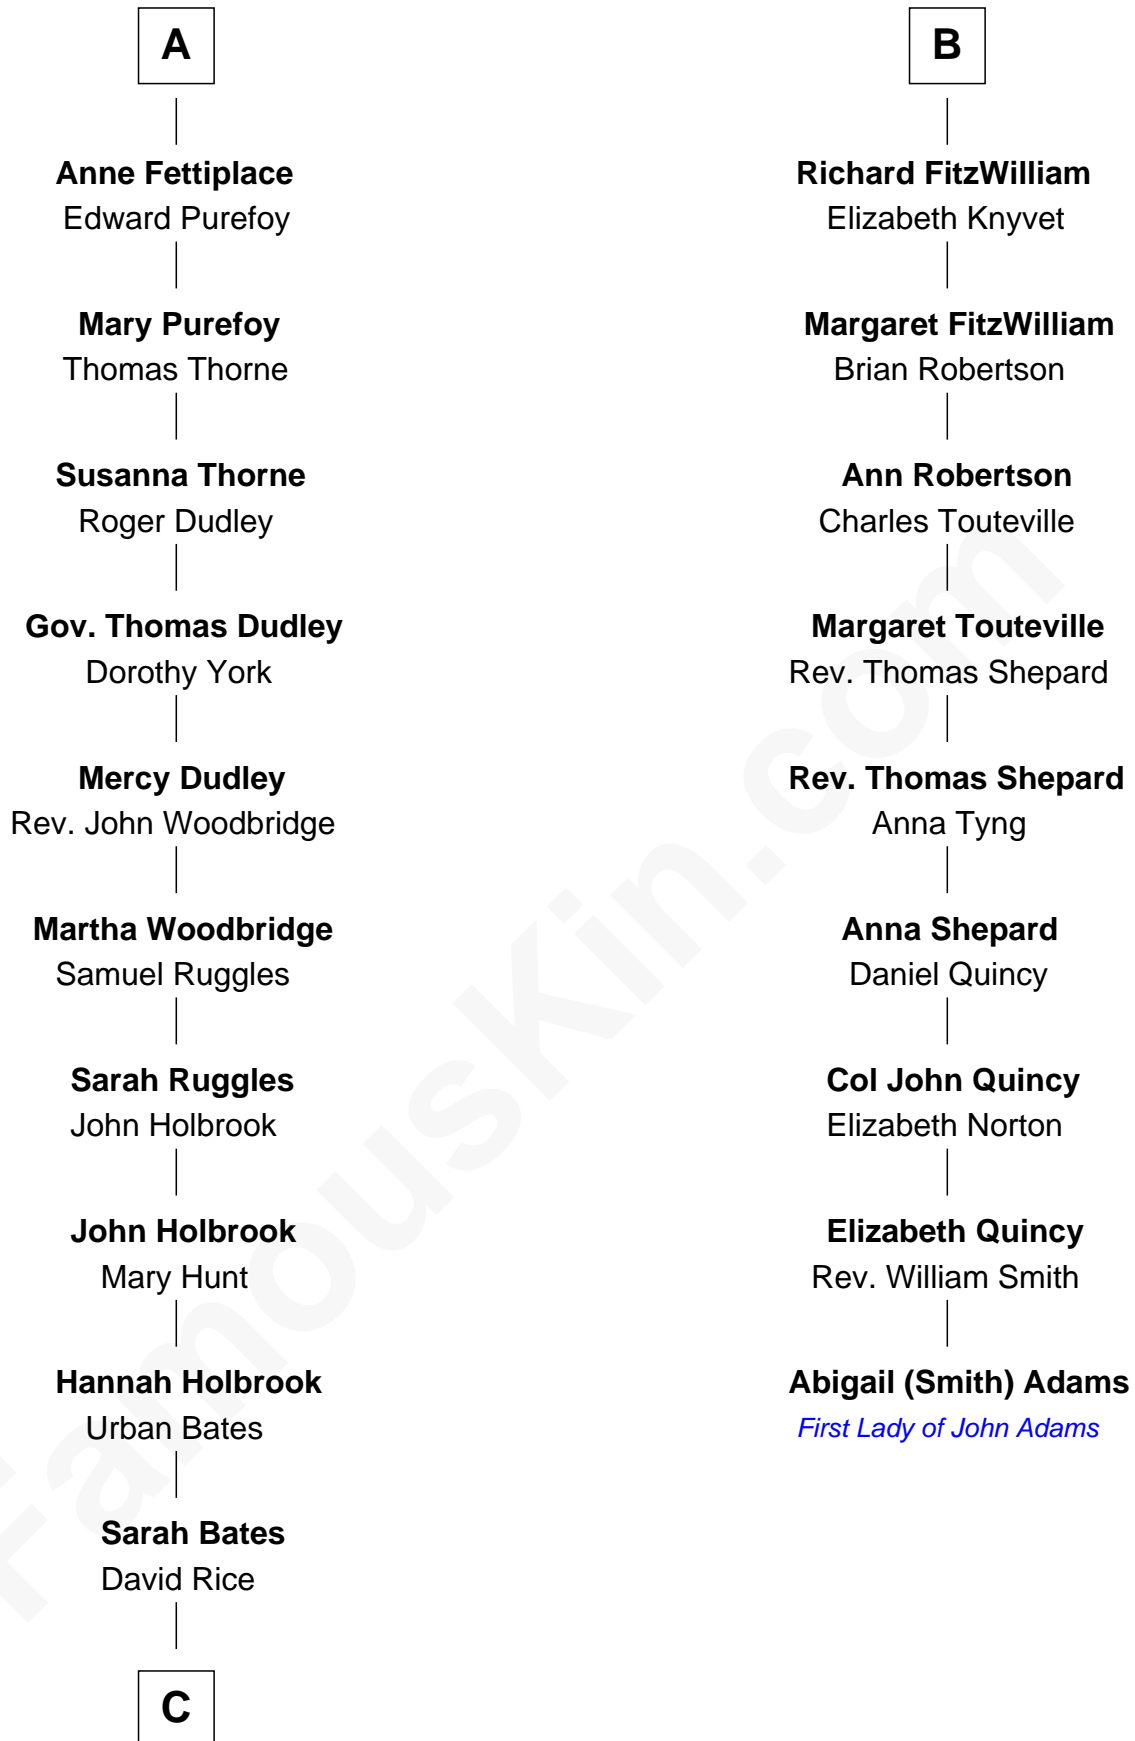 A
Anne Fettiplace
Edward Purefoy
Mary Purefoy
Thomas Thorne
Susanna Thorne
Roger Dudley
Gov. Thomas Dudley
Dorothy York
Mercy Dudley
Rev. John Woodbridge
Martha Woodbridge
Samuel Ruggles
Sarah Ruggles
John Holbrook
John Holbrook
Mary Hunt
Hannah Holbrook
Urban Bates
Sarah Bates
David Rice
C
B
Richard FitzWilliam
Elizabeth Knyvet
Margaret FitzWilliam
Brian Robertson
Ann Robertson
Charles Touteville
Margaret Touteville
Rev. Thomas Shepard
Rev. Thomas Shepard
Anna Tyng
Anna Shepard
Daniel Quincy
Col John Quincy
Elizabeth Norton
Elizabeth Quincy
Rev. William Smith
Abigail (Smith) Adams
First Lady of John Adams
FamousKin.com